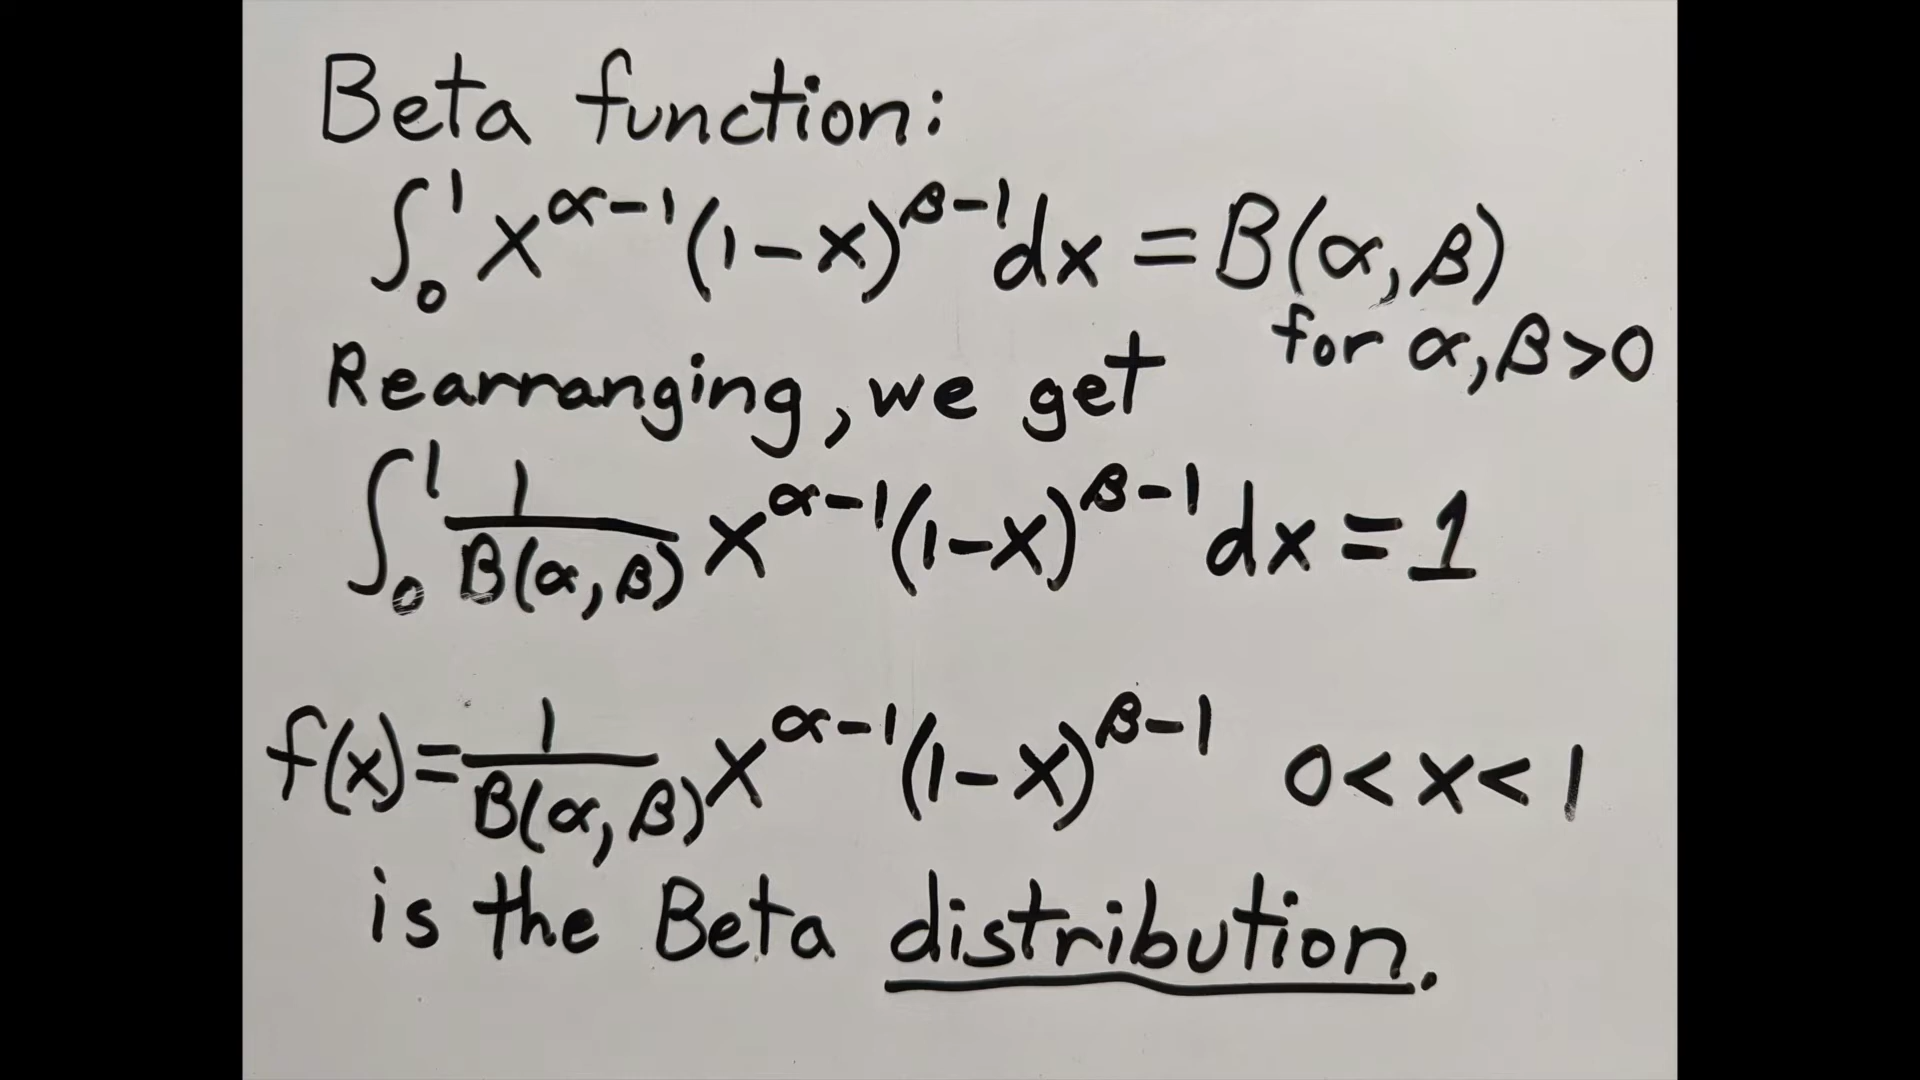 Beta function:
∫₀¹ x^(α-1) (1-x)^(β-1) dx = B(α, β)
for α, β > 0
Rearranging, we get
∫₀¹ 1/B(α, β) x^(α-1) (1-x)^(β-1) dx = 1
f(x) = 1/B(α, β) x^(α-1) (1-x)^(β-1) 0 < x < 1
is the Beta distribution.